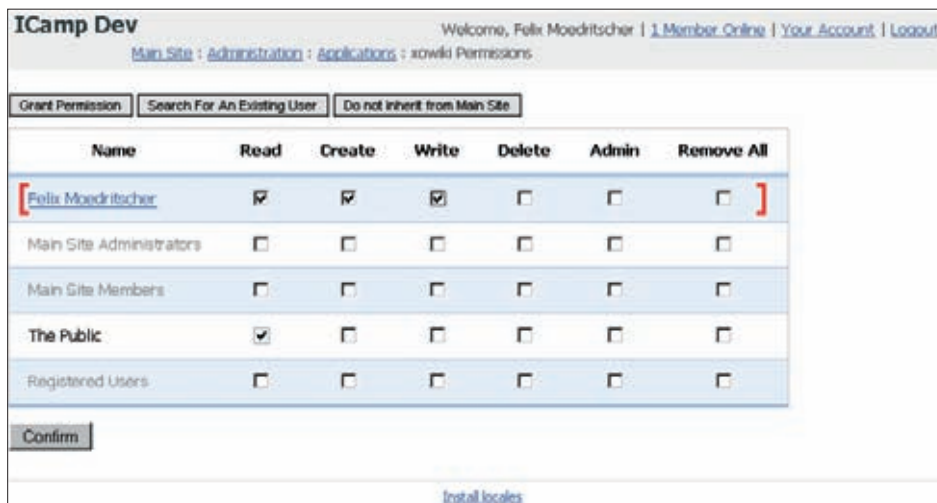 ICamp Dev
Welcome, Felix Moedritscher | 1 Member Online | Your Account | Logout
Main Site : Administration : Applications : xowiki Permissions
Grant Permission Search For An Existing User Do not inherit from Main Site
Name Read Create Write Delete Admin Remove All
Felix Moedritscher
Main Site Administrators
Main Site Members
The Public
Registered Users
Confirm
Install locales